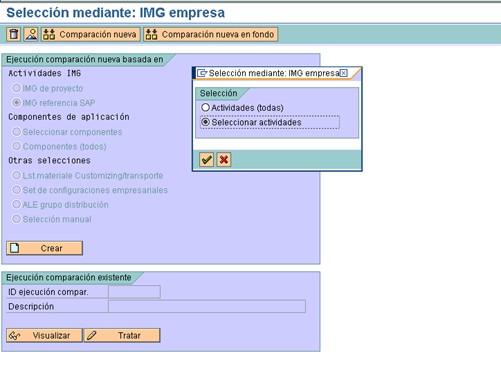 Selección mediante: IMG empresa
Comparación nueva
Comparación nueva en fondo
Ejecución comparación nueva basada en
Actividades IMG
IMG de proyecto
IMG referencia SAP
Componentes de aplicación
Seleccionar componentes
Componentes (todos)
Otras selecciones
Lst.materiale Customizing/transporte
Set de configuraciones empresariales
ALE grupo distribución
Selección manual
Crear
Selección mediante: IMG empresa
Selección
Actividades (todas)
Seleccionar actividades
Ejecución comparación existente
ID ejecución compar.
Descripción
Visualizar
Tratar